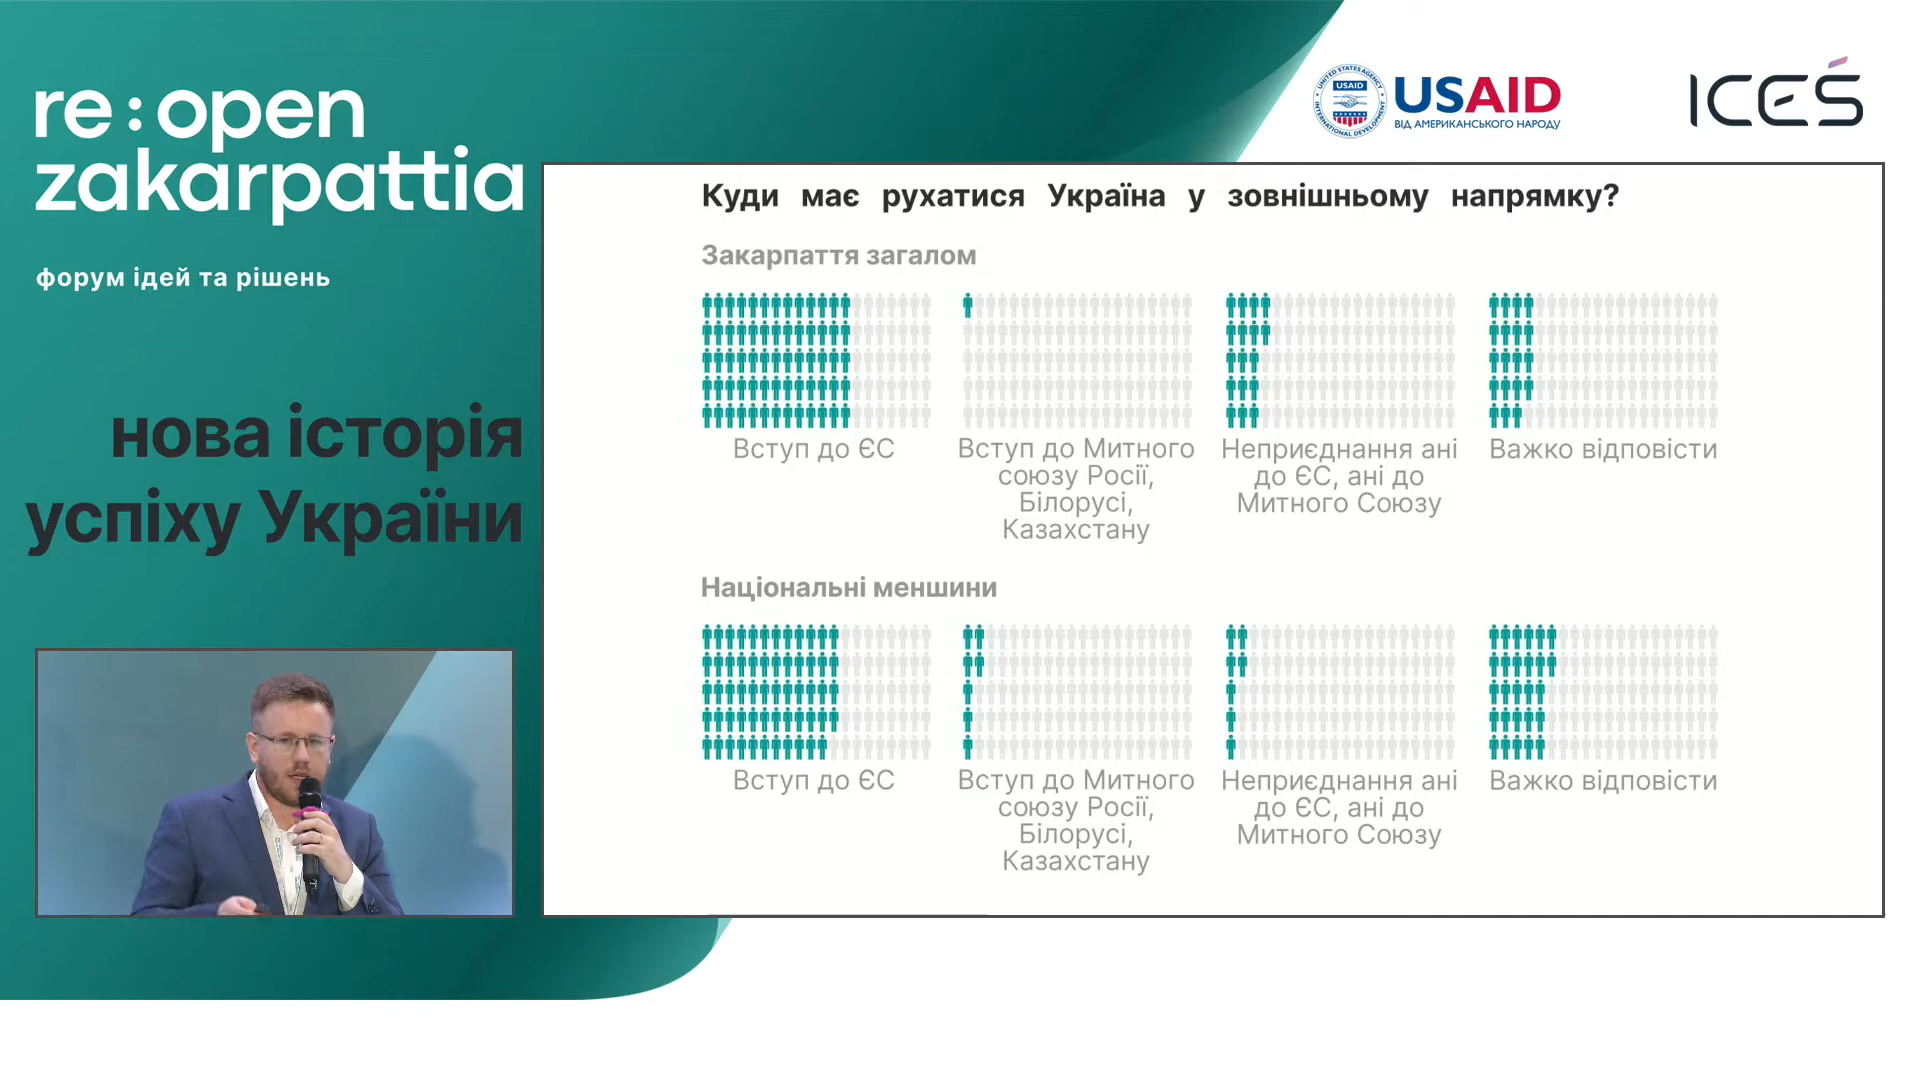 re:open
zakarpattia
форум ідей та рішень
нова історія
успіху України
USAID
USAID
ВІД АМЕРИКАНСЬКОГО НАРОДУ
ICEŚ
Куди має рухатися Україна у зовнішньому напрямку?
Закарпаття загалом
Вступ до ЄС
Вступ до Митного
союзу Росії,
Білорусі,
Казахстану
Неприєднання ані
до ЄС, ані до
Митного Союзу
Важко відповісти
Національні меншини
Вступ до ЄС
Вступ до Митного
союзу Росії,
Білорусі,
Казахстану
Неприєднання ані
до ЄС, ані до
Митного Союзу
Важко відповісти